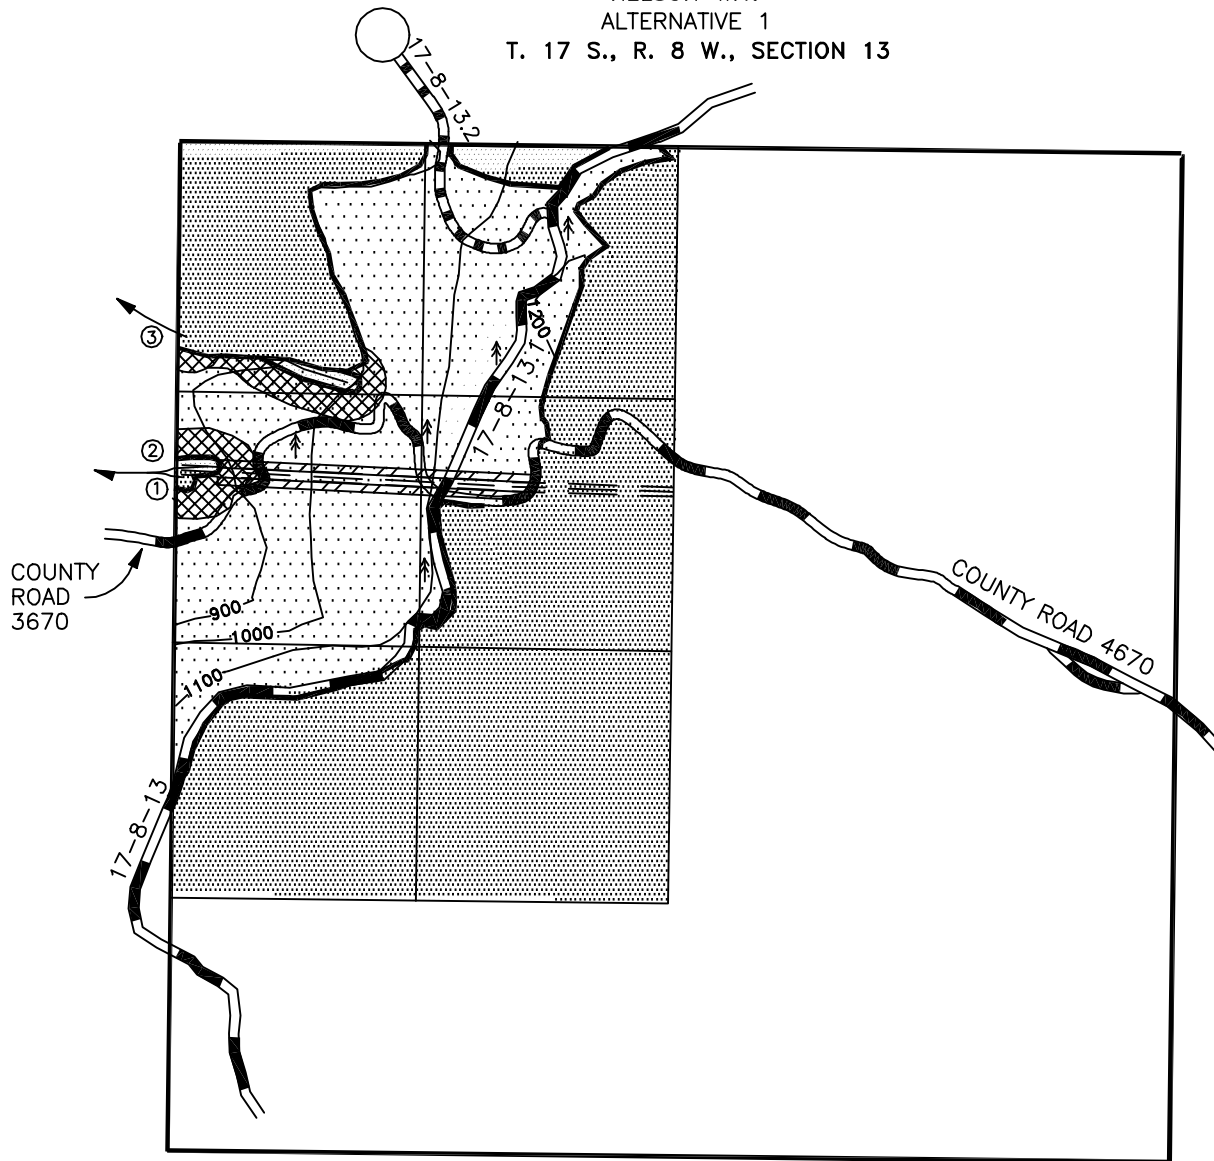 ALTERNATIVE 1
T. 17 S., R. 8 W., SECTION 13
17-8-13.2
1200
17-8-13.1
③
②
①
COUNTY
ROAD
3670
900
1000
1100
COUNTY ROAD 4670
17-8-13